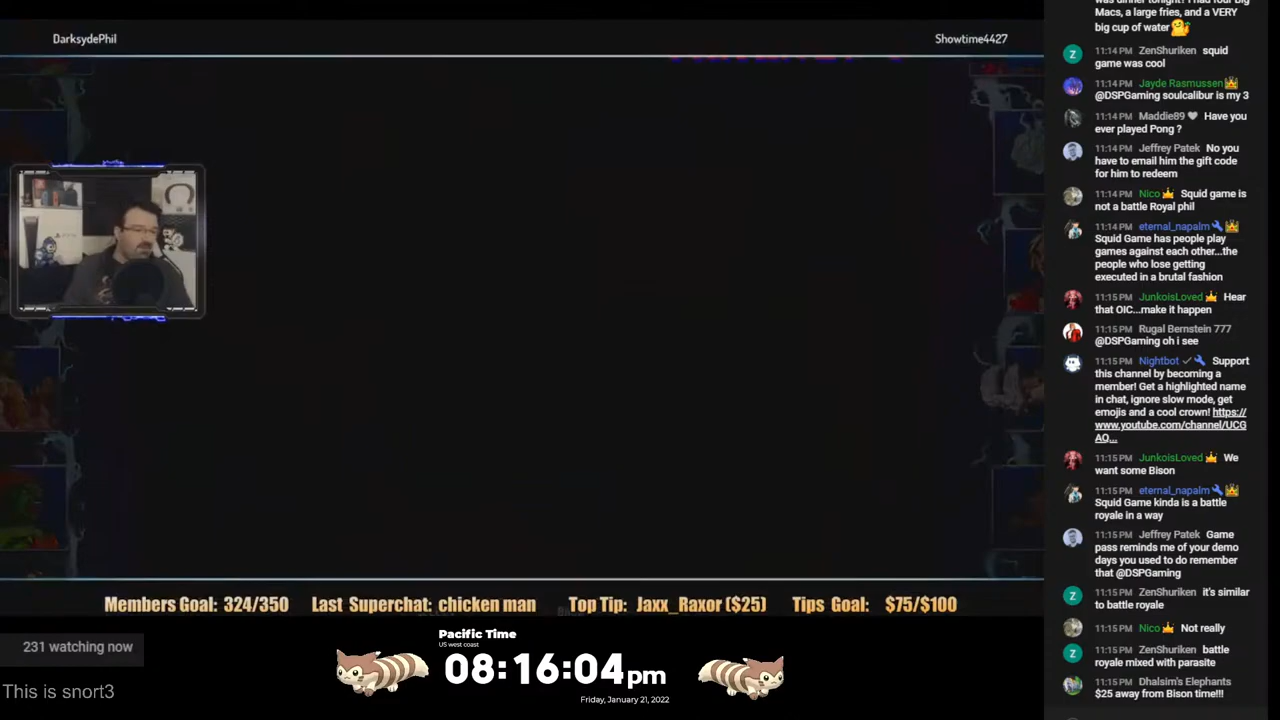 DarksydePhil
Showtime4427
Members Goal: 324/350
Last Superchat: chicken man
Top Tip: Jaxx_Raxor ($25)
Tips Goal: $75/$100
231 watching now
This is snort3
Pacific Time
US west coast
08:16:04pm
Friday, January 21, 2022
Macs, a large fries, and a VERY
big cup of water
11:14 PM ZenShuriken squid
game was cool
11:14 PM Jayde Rasmussen
@DSPGaming soulcalibur is my 3
11:14 PM Maddie89 Have you
ever played Pong ?
11:14 PM Jeffrey Patek No you
have to email him the gift code
for him to redeem
11:14 PM Nico Squid game is
not a battle Royal phil
11:14 PM eternal_napalm
Squid Game has people play
games against each other...the
people who lose getting
executed in a brutal fashion
11:15 PM JunkoisLoved Hear
that OIC...make it happen
11:15 PM Rugal Bernstein 777
@DSPGaming oh i see
11:15 PM Nightbot Support
this channel by becoming a
member! Get a highlighted name
in chat, ignore slow mode, get
emojis and a cool crown! https://
www.youtube.com/channel/UCG
AO...
11:15 PM JunkoisLoved We
want some Bison
11:15 PM eternal_napalm
Squid Game kinda is a battle
royale in a way
11:15 PM Jeffrey Patek Game
pass reminds me of your demo
days you used to do remember
that @DSPGaming
11:15 PM ZenShuriken it's similar
to battle royale
11:15 PM Nico Not really
11:15 PM ZenShuriken battle
royale mixed with parasite
11:15 PM Dhalsim's Elephants
$25 away from Bison time!!!